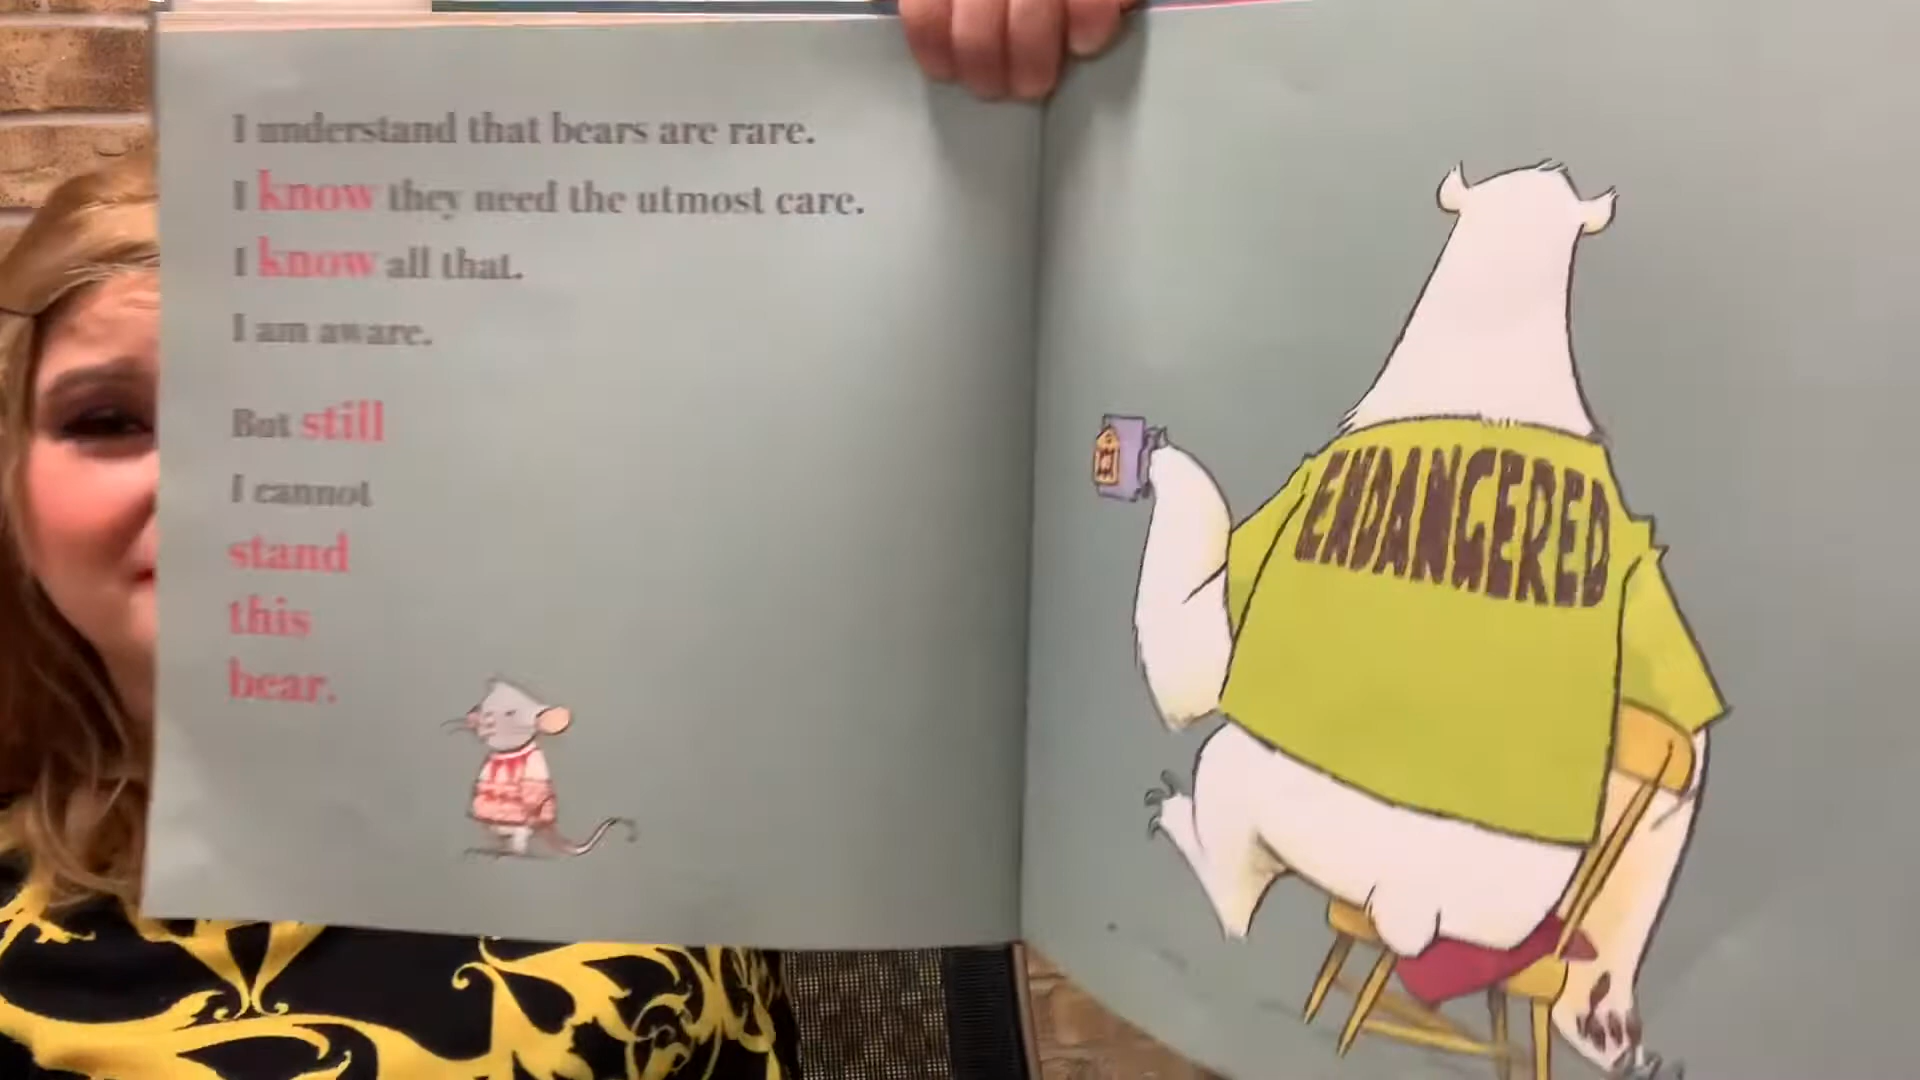 I understand that bears are rare.
I know they need the utmost care.
I know all that.
I am aware.
But still
I cannot
stand
this
bear.
ENDANGERED